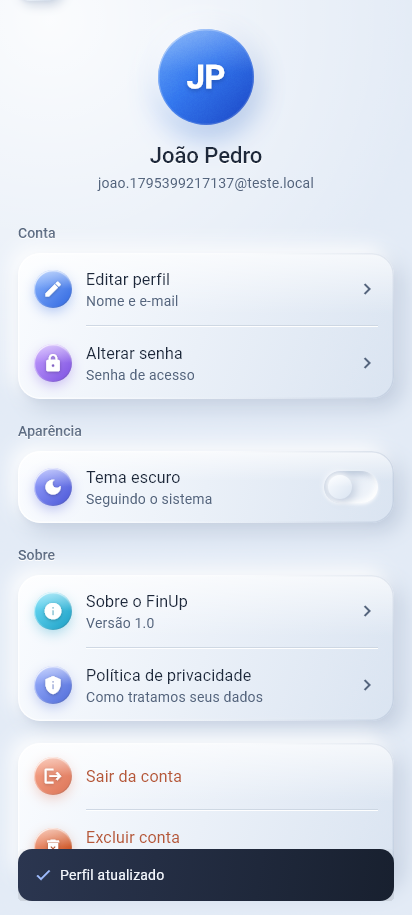 JP
João Pedro
joao.1795399217137@teste.local
Conta
Editar perfil
Nome e e-mail
Alterar senha
Senha de acesso
Aparência
Tema escuro
Seguindo o sistema
Sobre
Sobre o FinUp
Versão 1.0
Política de privacidade
Como tratamos seus dados
Sair da conta
Excluir conta
Perfil atualizado